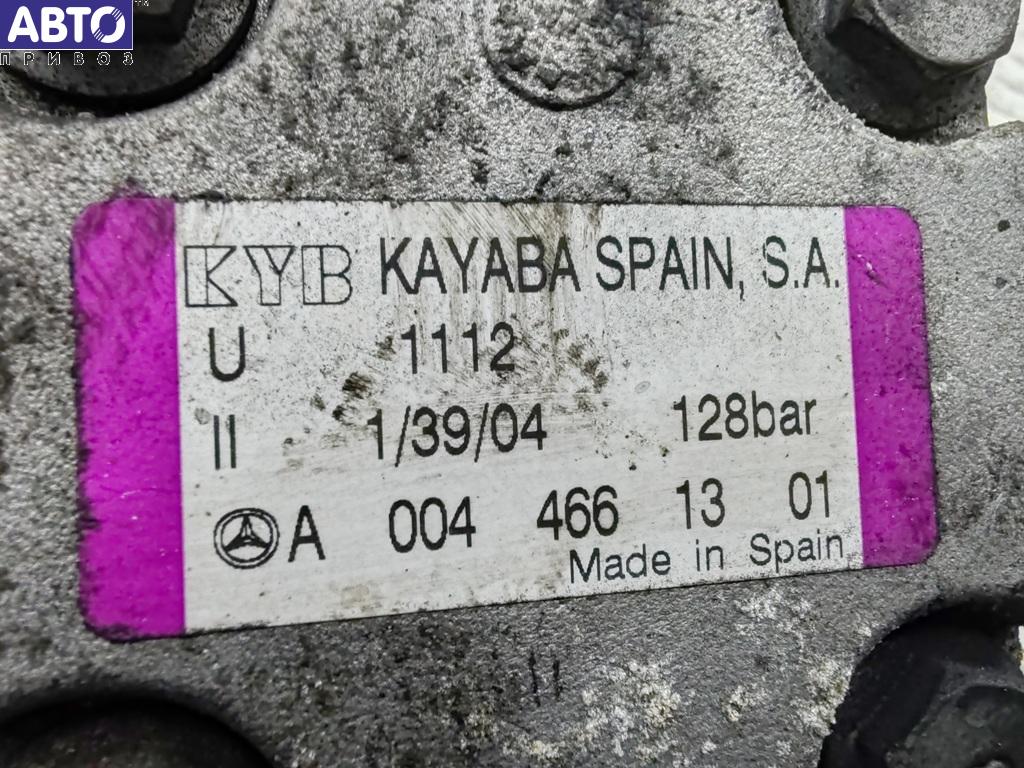 АВТО
ПРИВОЗ
KYB KAYABA SPAIN, S.A.
U 1112
II 1/39/04 128bar
A 004 466 13 01
Made in Spain